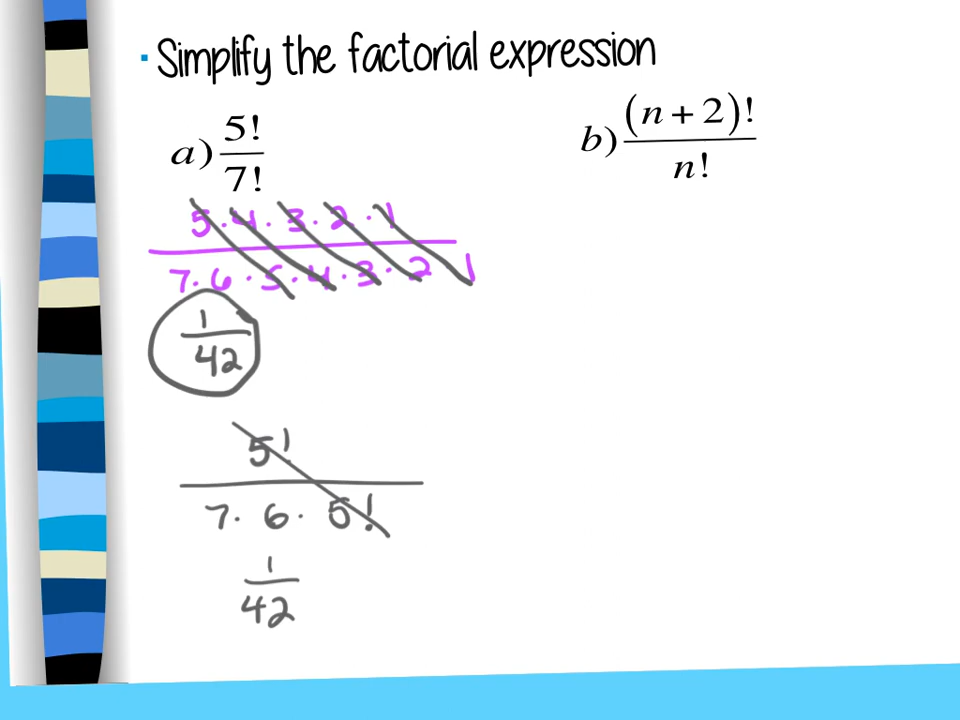 Simplify the factorial expression
a) 5!/7!
5·4·3·2·1
7·6·5·4·3·2 1
1/42
5!
7·6·5!
1/42
b) (n+2)!/n!